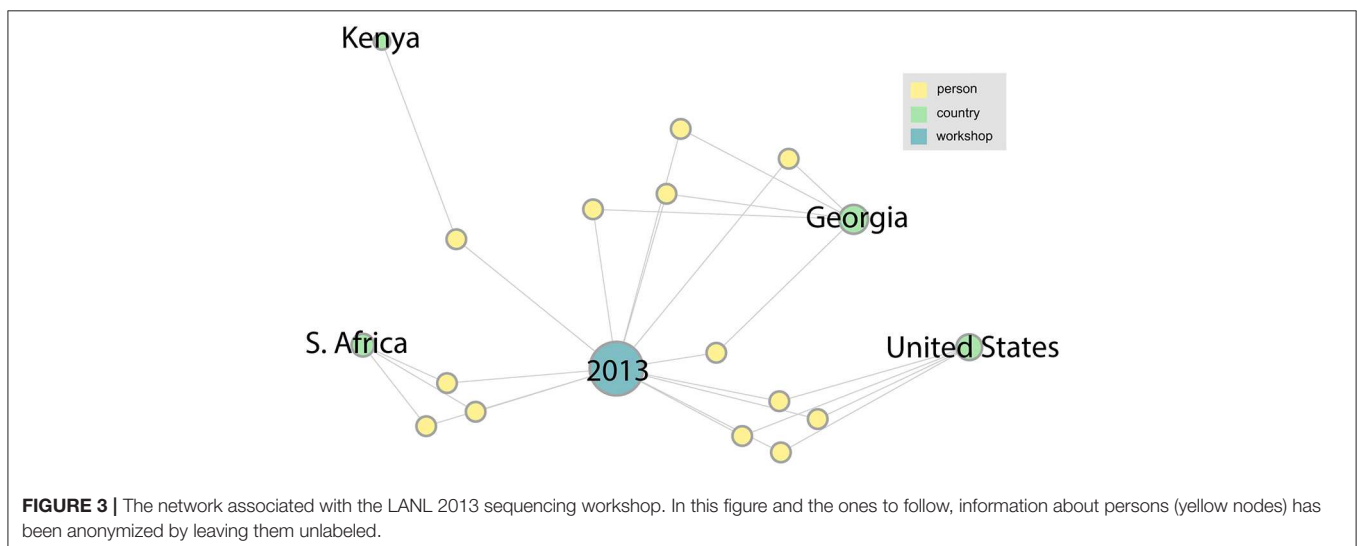 Kenya
person
country
workshop
Georgia
S. Africa
United States
2013
FIGURE 3 | The network associated with the LANL 2013 sequencing workshop. In this figure and the ones to follow, information about persons (yellow nodes) has
been anonymized by leaving them unlabeled.